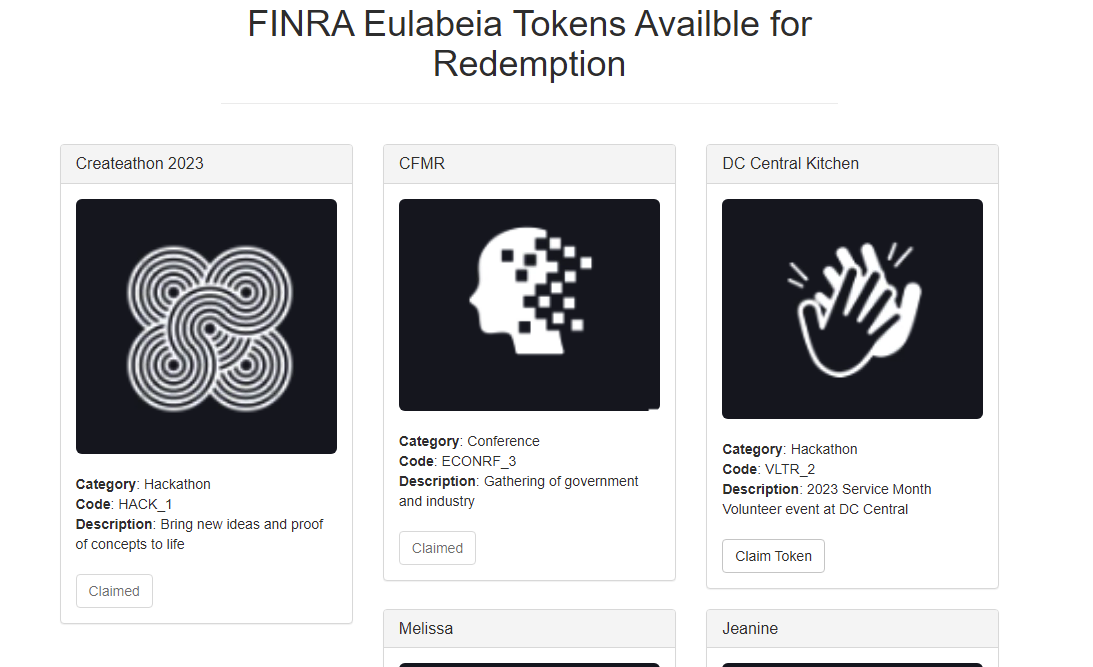 FINRA Eulabeia Tokens Availble for
Redemption
Createathon 2023
Category: Hackathon
Code: HACK_1
Description: Bring new ideas and proof
of concepts to life
Claimed
CFMR
Category: Conference
Code: ECONRF_3
Description: Gathering of government
and industry
Claimed
DC Central Kitchen
Category: Hackathon
Code: VLTR_2
Description: 2023 Service Month
Volunteer event at DC Central
Claim Token
Melissa
Jeanine